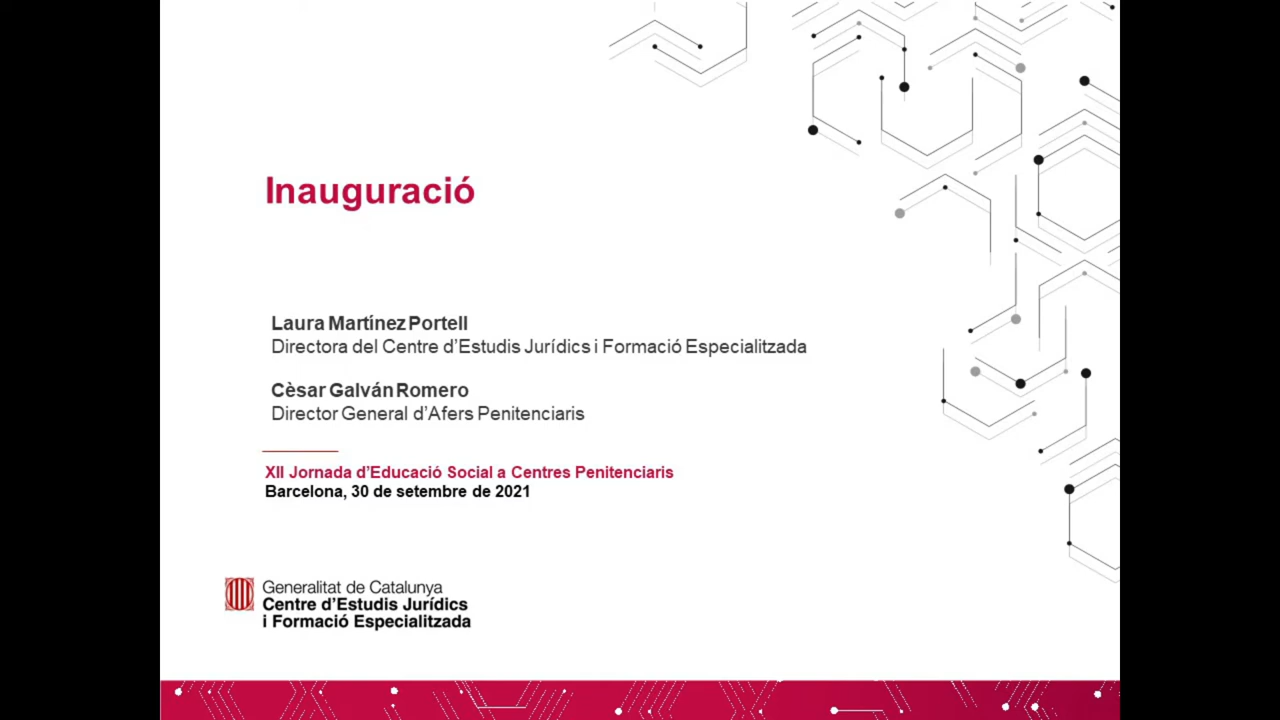 Inauguració
Laura Martínez Portell
Directora del Centre d’Estudis Jurídics i Formació Especialitzada
Cèsar Galván Romero
Director General d’Afers Penitenciaris
XII Jornada d’Educació Social a Centres Penitenciaris
Barcelona, 30 de setembre de 2021
Generalitat de Catalunya
Centre d’Estudis Jurídics
i Formació Especialitzada